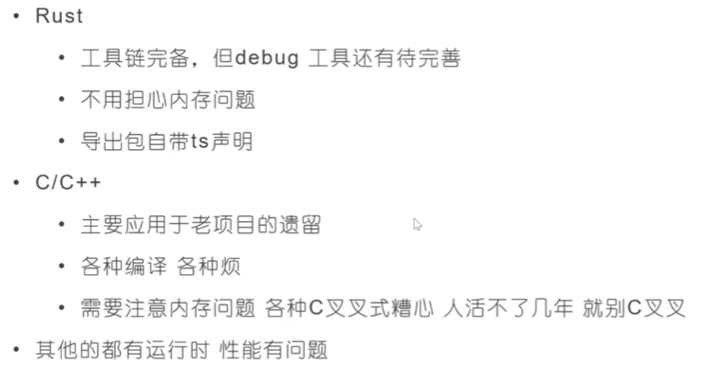 • Rust
• 工具链完备，但debug 工具还有待完善
• 不用担心内存问题
• 导出包自带ts声明
• C/C++
• 主要应用于老项目的遗留
• 各种编译 各种烦
• 需要注意内存问题 各种C叉叉式糟心 人活不了几年 就别C叉叉
• 其他的都有运行时 性能有问题